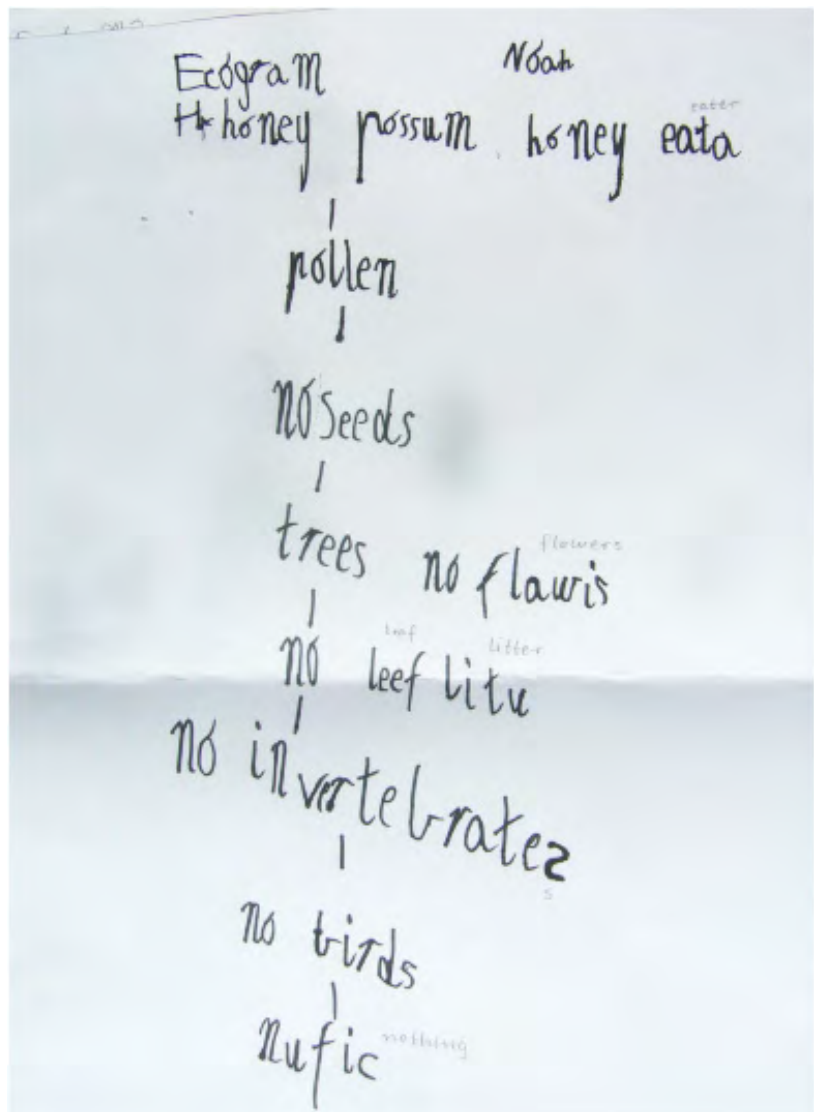 Ecogram Noah
eater
The honey possum honey eata
pollen
no seeds
flowers
trees no flawis
leaf litter
no leef litu
no invertebrates
s
no birds
nufic nothing